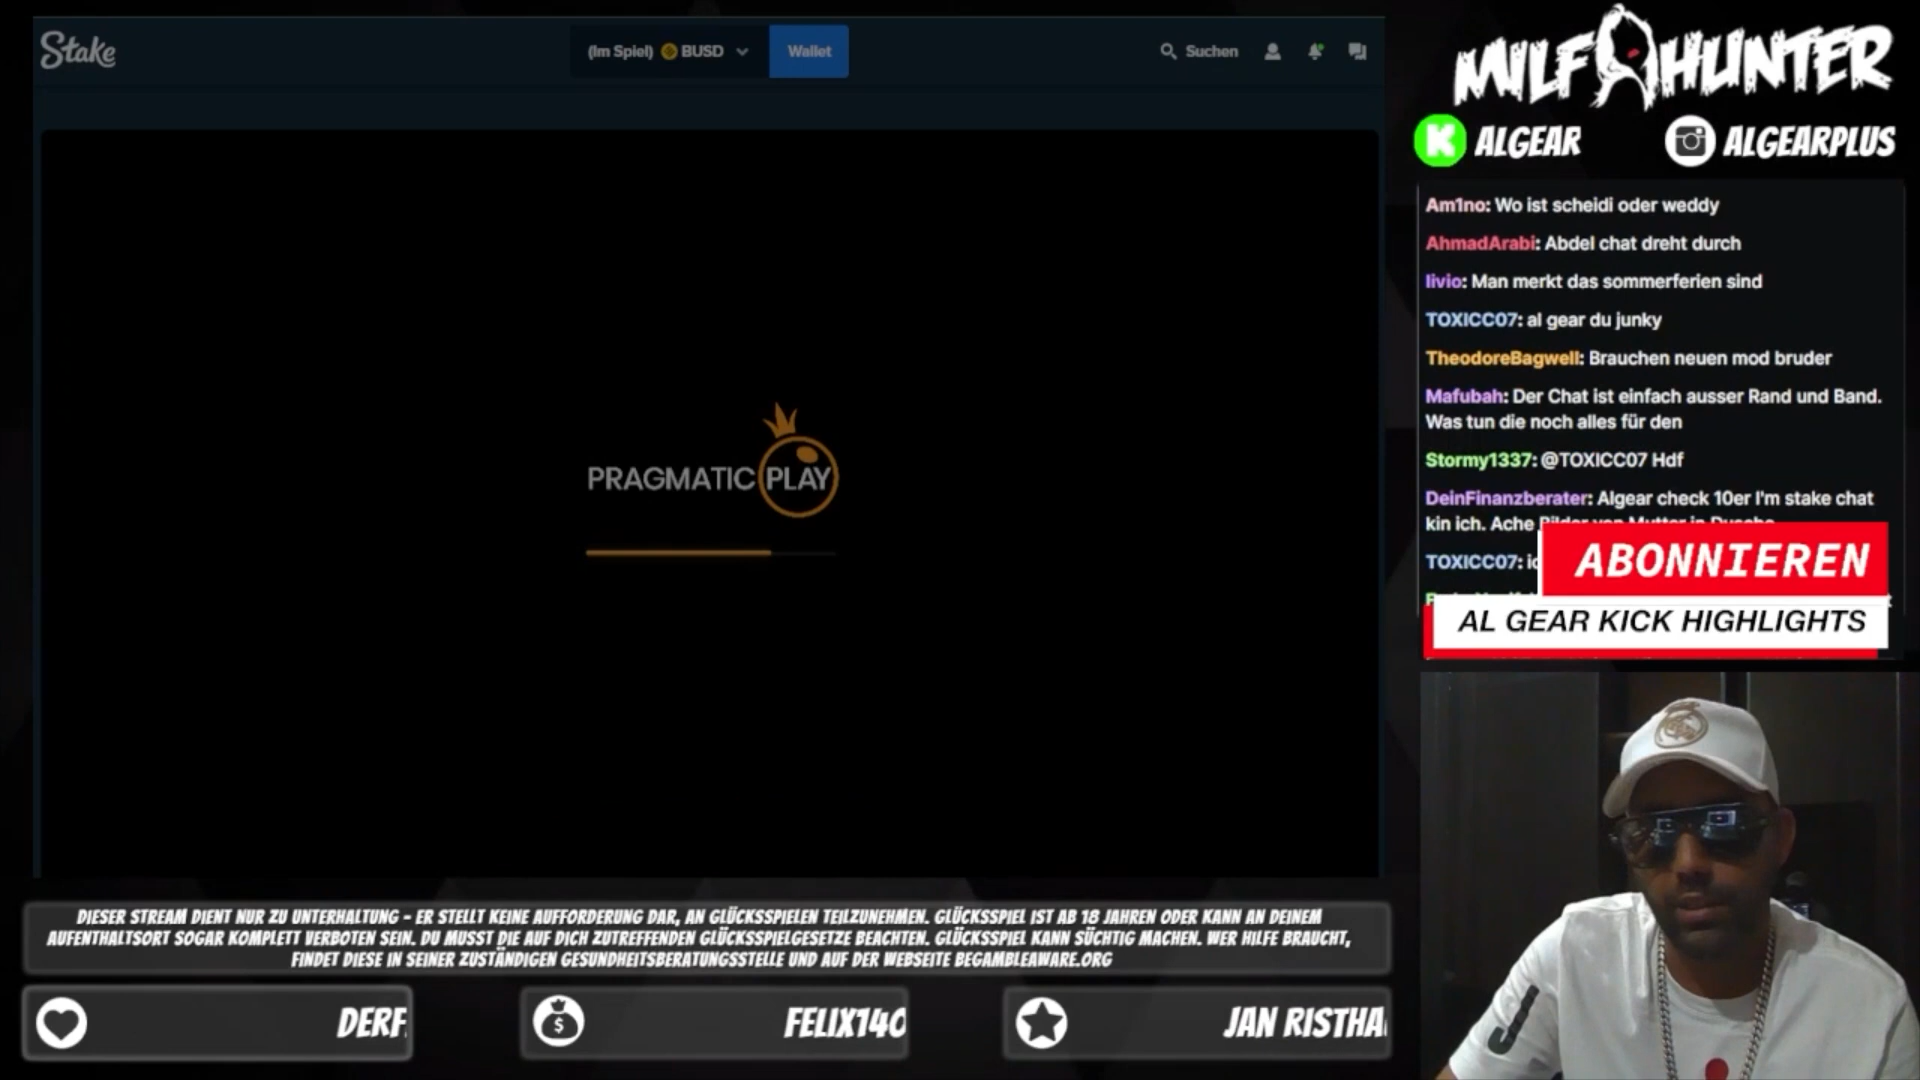 Stake
(Im Spiel) BUSD
Wallet
Suchen
MILF HUNTER
K ALGEAR
ALGEARPLUS
Am1no: Wo ist scheidi oder weddy
AhmadArabi: Abdel chat dreht durch
livio: Man merkt das sommerferien sind
TOXICC07: al gear du junky
TheodoreBagwell: Brauchen neuen mod bruder
Mafubah: Der Chat ist einfach ausser Rand und Band.
Was tun die noch alles für den
Stormy1337: @TOXICC07 Hdf
DeinFinanzberater: Algear check 10er I'm stake chat
kin ich. Ache Bilder von Mutter in Dusche
TOXICC07:
ABONNIEREN
AL GEAR KICK HIGHLIGHTS
PRAGMATIC PLAY
DIESER STREAM DIENT NUR ZU UNTERHALTUNG - ER STELLT KEINE AUFFORDERUNG DAR, AN GLÜCKSSPIELEN TEILZUNEHMEN. GLÜCKSSPIEL IST AB 18 JAHREN ODER KANN AN DEINEM
AUFENTHALTSORT SOGAR KOMPLETT VERBOTEN SEIN. DU MUSST DIE AUF DICH ZUTREFFENDEN GLÜCKSSPIELGESETZE BEACHTEN. GLÜCKSSPIEL KANN SÜCHTIG MACHEN. WER HILFE BRAUCHT,
FINDET DIESE IN SEINER ZUSTÄNDIGEN GESUNDHEITSBERATUNGSSTELLE UND AUF DER WEBSEITE BEGAMBLEAWARE.ORG
DERF
FELIX140
JAN RISTHA
J